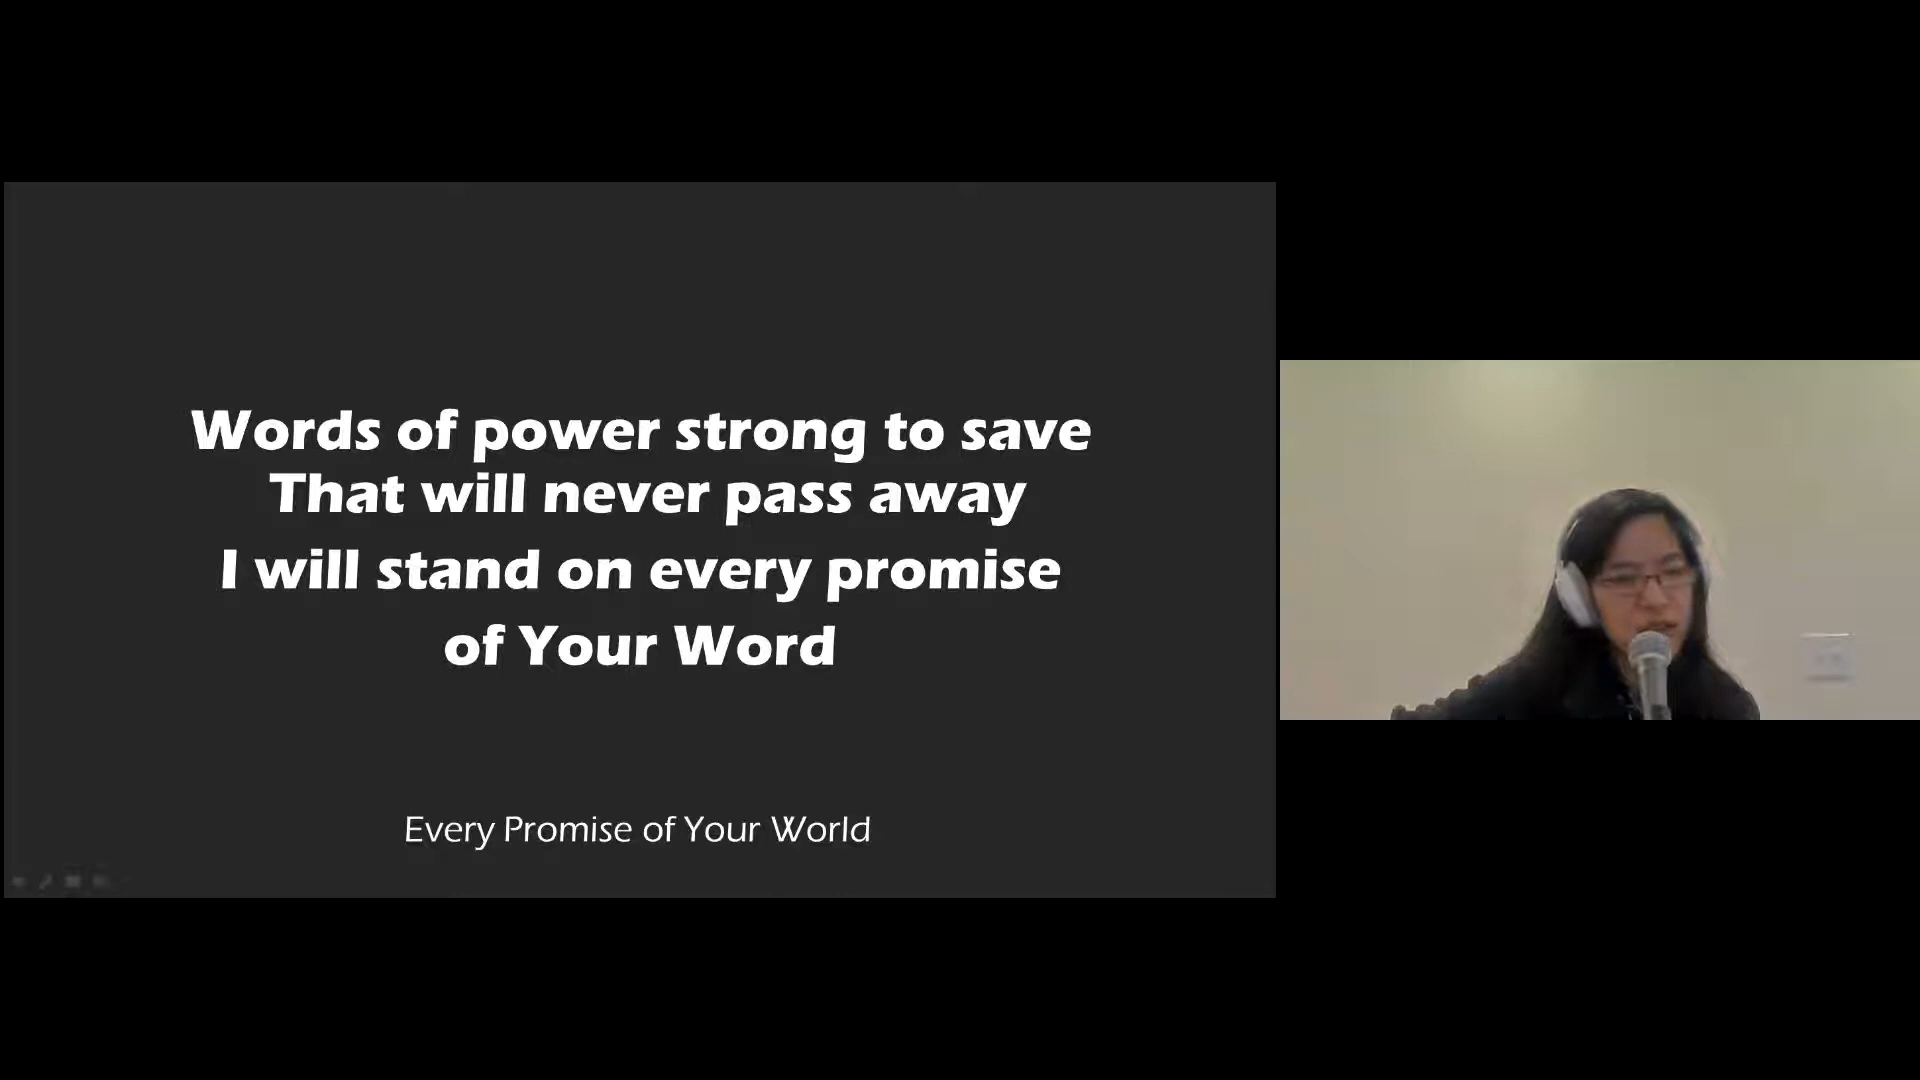 Words of power strong to save
That will never pass away
I will stand on every promise
of Your Word
Every Promise of Your World